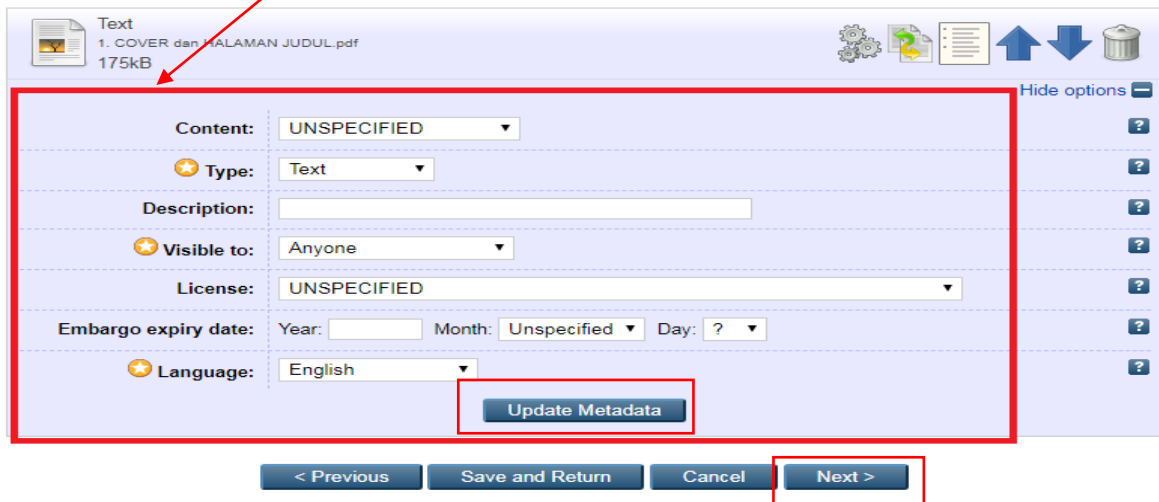 Text
1. COVER dan HALAMAN JUDUL.pdf
175kB
Hide options
Content: UNSPECIFIED ?
Type: Text ?
Description: ?
Visible to: Anyone ?
License: UNSPECIFIED ?
Embargo expiry date: Year: Month: Unspecified Day: ? ?
Language: English ?
Update Metadata
< Previous Save and Return Cancel Next >